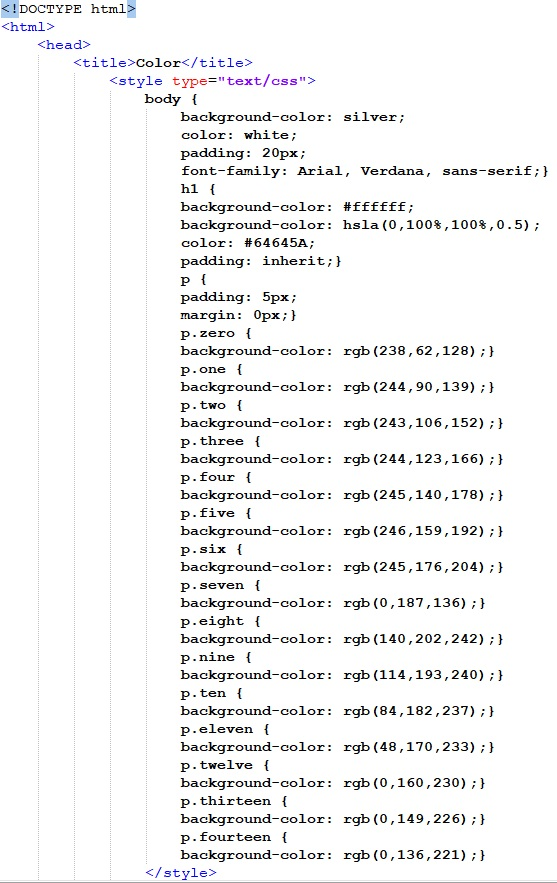 <!DOCTYPE html>
<html>
<head>
<title>Color</title>
<style type="text/css">
body {
background-color: silver;
color: white;
padding: 20px;
font-family: Arial, Verdana, sans-serif;}
h1 {
background-color: #ffffff;
background-color: hsla(0,100%,100%,0.5);
color: #64645A;
padding: inherit;}
p {
padding: 5px;
margin: 0px;}
p.zero {
background-color: rgb(238,62,128);}
p.one {
background-color: rgb(244,90,139);}
p.two {
background-color: rgb(243,106,152);}
p.three {
background-color: rgb(244,123,166);}
p.four {
background-color: rgb(245,140,178);}
p.five {
background-color: rgb(246,159,192);}
p.six {
background-color: rgb(245,176,204);}
p.seven {
background-color: rgb(0,187,136);}
p.eight {
background-color: rgb(140,202,242);}
p.nine {
background-color: rgb(114,193,240);}
p.ten {
background-color: rgb(84,182,237);}
p.eleven {
background-color: rgb(48,170,233);}
p.twelve {
background-color: rgb(0,160,230);}
p.thirteen {
background-color: rgb(0,149,226);}
p.fourteen {
background-color: rgb(0,136,221);}
</style>